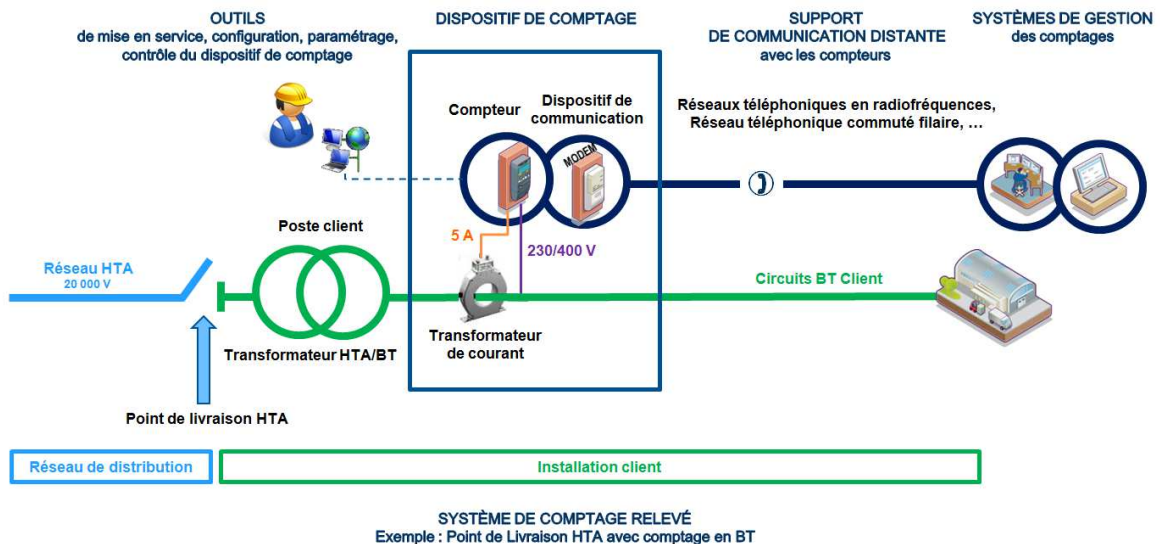 OUTILS
de mise en service, configuration, paramétrage,
contrôle du dispositif de comptage
DISPOSITIF DE COMPTAGE
SUPPORT
DE COMMUNICATION DISTANTE
avec les compteurs
SYSTÈMES DE GESTION
des comptages
Compteur
Dispositif de
communication
Réseaux téléphoniques en radiofréquences,
Réseau téléphonique commuté filaire, …
MODEM
Poste client
5 A
230/400 V
Réseau HTA
20 000 V
Circuits BT Client
Transformateur HTA/BT
Transformateur
de courant
Point de livraison HTA
Réseau de distribution
Installation client
SYSTÈME DE COMPTAGE RELEVÉ
Exemple : Point de Livraison HTA avec comptage en BT